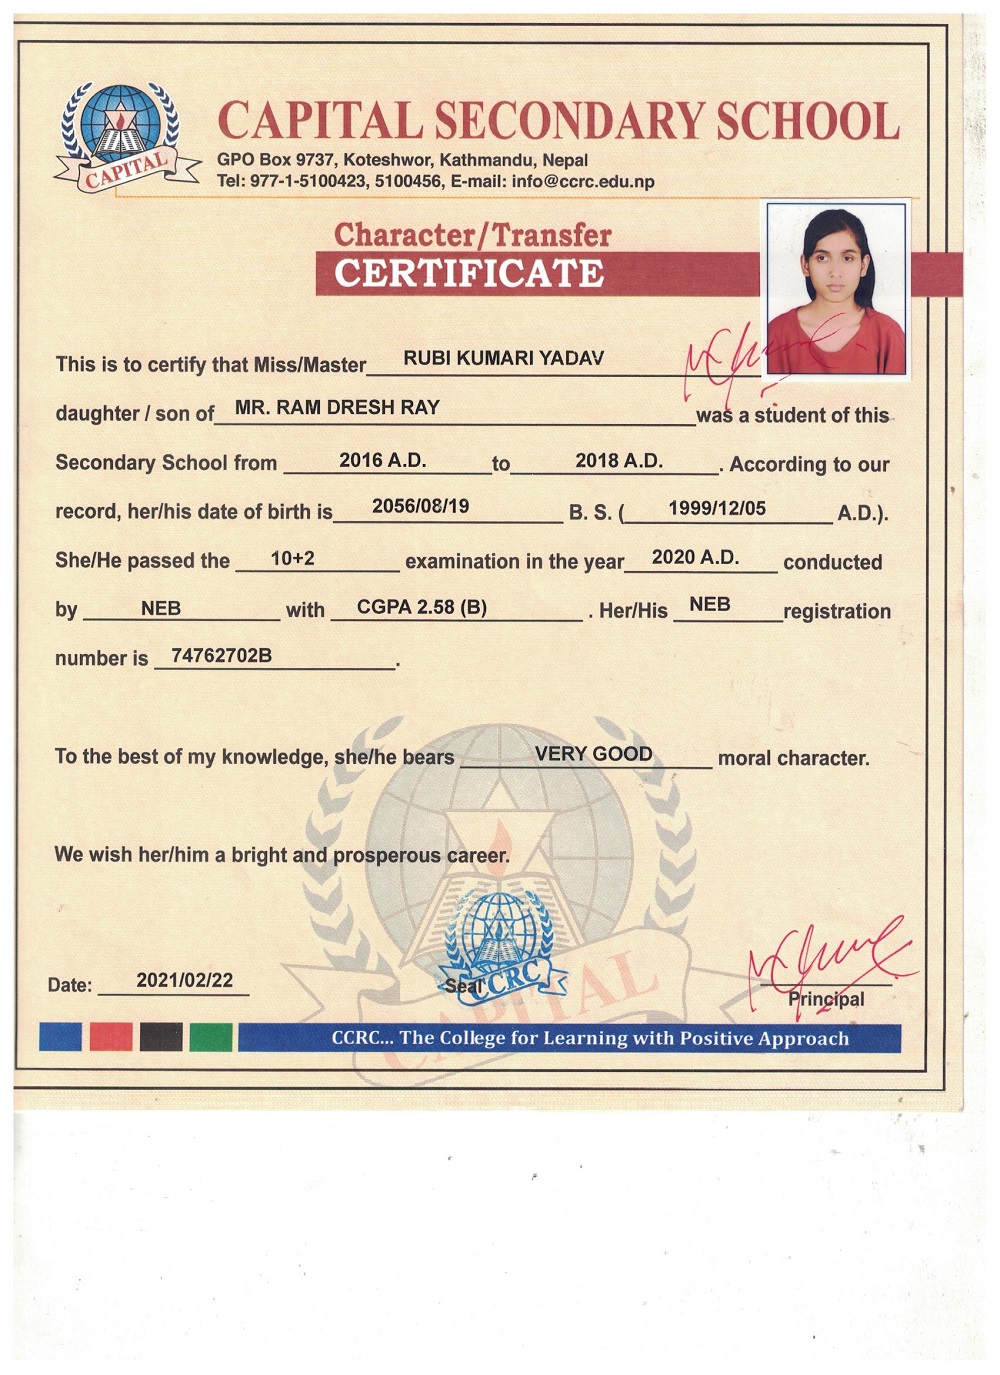 CAPITAL
CAPITAL SECONDARY SCHOOL
GPO Box 9737, Koteshwor, Kathmandu, Nepal
Tel: 977-1-5100423, 5100456, E-mail: info@ccrc.edu.np
Character/Transfer
CERTIFICATE
This is to certify that Miss/Master RUBI KUMARI YADAV
daughter / son of MR. RAM DRESH RAY was a student of this
Secondary School from 2016 A.D. to 2018 A.D. . According to our
record, her/his date of birth is 2056/08/19 B. S. ( 1999/12/05 A.D.).
She/He passed the 10+2 examination in the year 2020 A.D. conducted
by NEB with CGPA 2.58 (B) . Her/His NEB registration
number is 74762702B .
To the best of my knowledge, she/he bears VERY GOOD moral character.
We wish her/him a bright and prosperous career.
CAPITAL
CCRC
Date: 2021/02/22 Seal Principal
CCRC... The College for Learning with Positive Approach